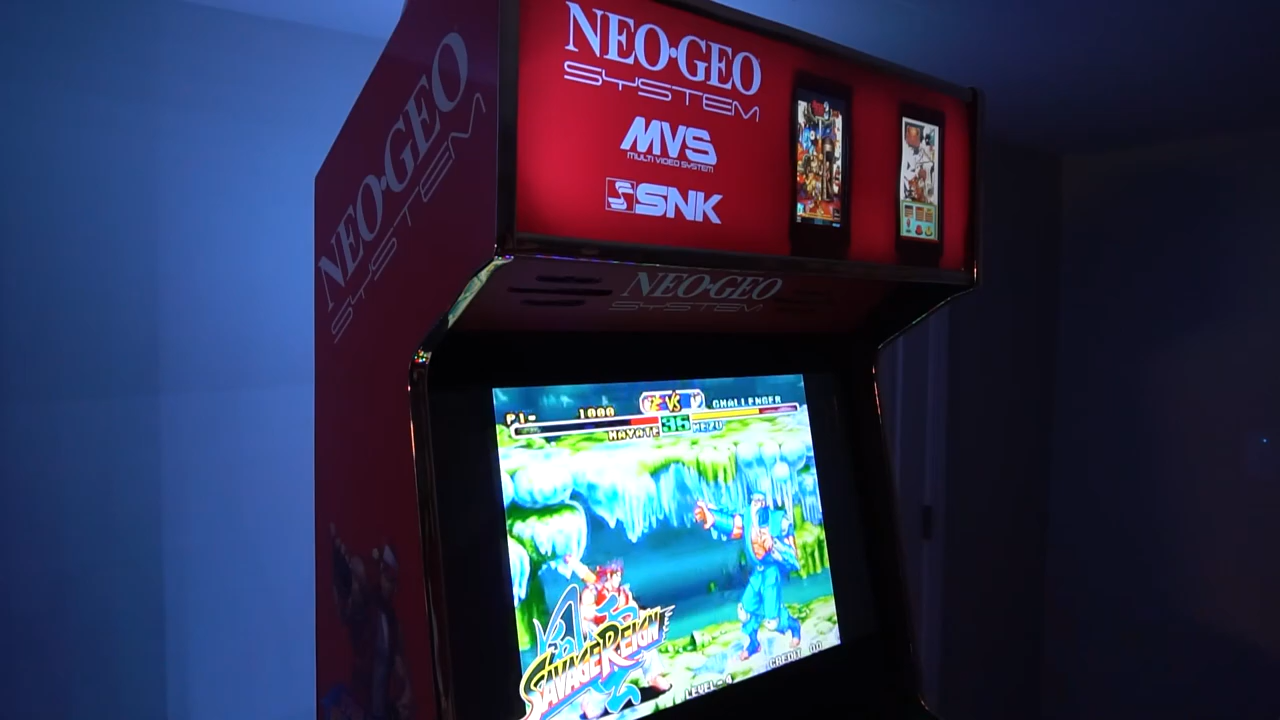 NEO·GEO
SYSTEM
NEO·GEO
SYSTEM
MVS
MULTI VIDEO SYSTEM
SNK
NEO·GEO
SYSTEM
P1= 1000 VS CHALLENGER
HAYATE 36 MEZU
SAVAGE REIGN
LEVEL-4 CREDIT 00